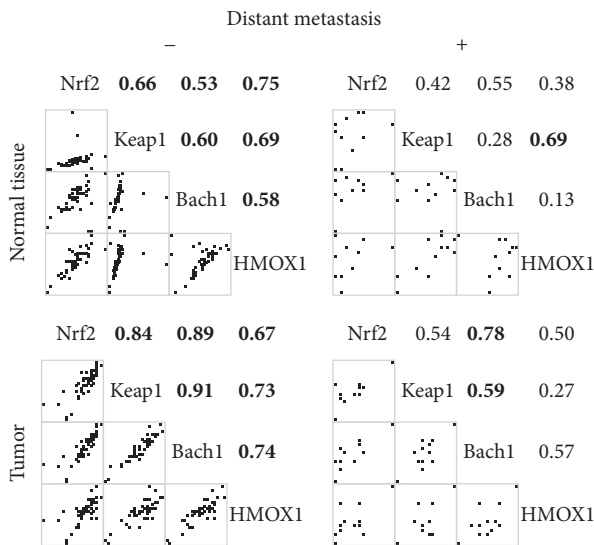 Distant metastasis
− +
Nrf2 0.66 0.53 0.75 Nrf2 0.42 0.55 0.38
Keap1 0.60 0.69 Keap1 0.28 0.69
Bach1 0.58 Bach1 0.13
HMOX1 HMOX1
Normal tissue
Nrf2 0.84 0.89 0.67 Nrf2 0.54 0.78 0.50
Keap1 0.91 0.73 Keap1 0.59 0.27
Bach1 0.74 Bach1 0.57
HMOX1 HMOX1
Tumor